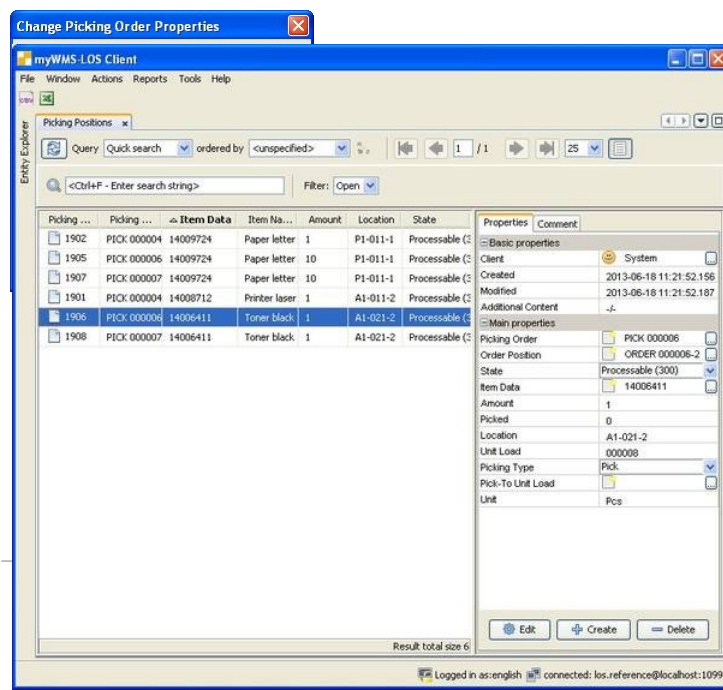 Change Picking Order Properties
myWMS-LOS Client
File Window Actions Reports Tools Help
Entity Explorer
Picking Positions x
Query Quick search ordered by <unspecified> 1 / 1 25
<Ctrl+F - Enter search string> Filter: Open
Picking ... Picking ... Item Data Item Na... Amount Location State
1902 PICK 000004 14009724 Paper letter 1 P1-011-1 Processable (3
1905 PICK 000006 14009724 Paper letter 10 P1-011-1 Processable (3
1907 PICK 000007 14009724 Paper letter 10 P1-011-1 Processable (3
1901 PICK 000004 14008712 Printer laser 1 A1-011-2 Processable (3
1906 PICK 000006 14006411 Toner black 1 A1-021-2 Processable (3
1908 PICK 000007 14006411 Toner black 1 A1-021-2 Processable (3
Result total size 6
Properties Comment
Basic properties
Client System
Created 2013-06-18 11:21:52.156
Modified 2013-06-18 11:21:52.187
Additional Content -/-
Main properties
Picking Order PICK 000006
Order Position ORDER 000006-2
State Processable (300)
Item Data 14006411
Amount 1
Picked 0
Location A1-021-2
Unit Load 000008
Picking Type Pick
Pick-To Unit Load
Unit Pcs
Edit Create Delete
Logged in as:english connected: los.reference@localhost:1099